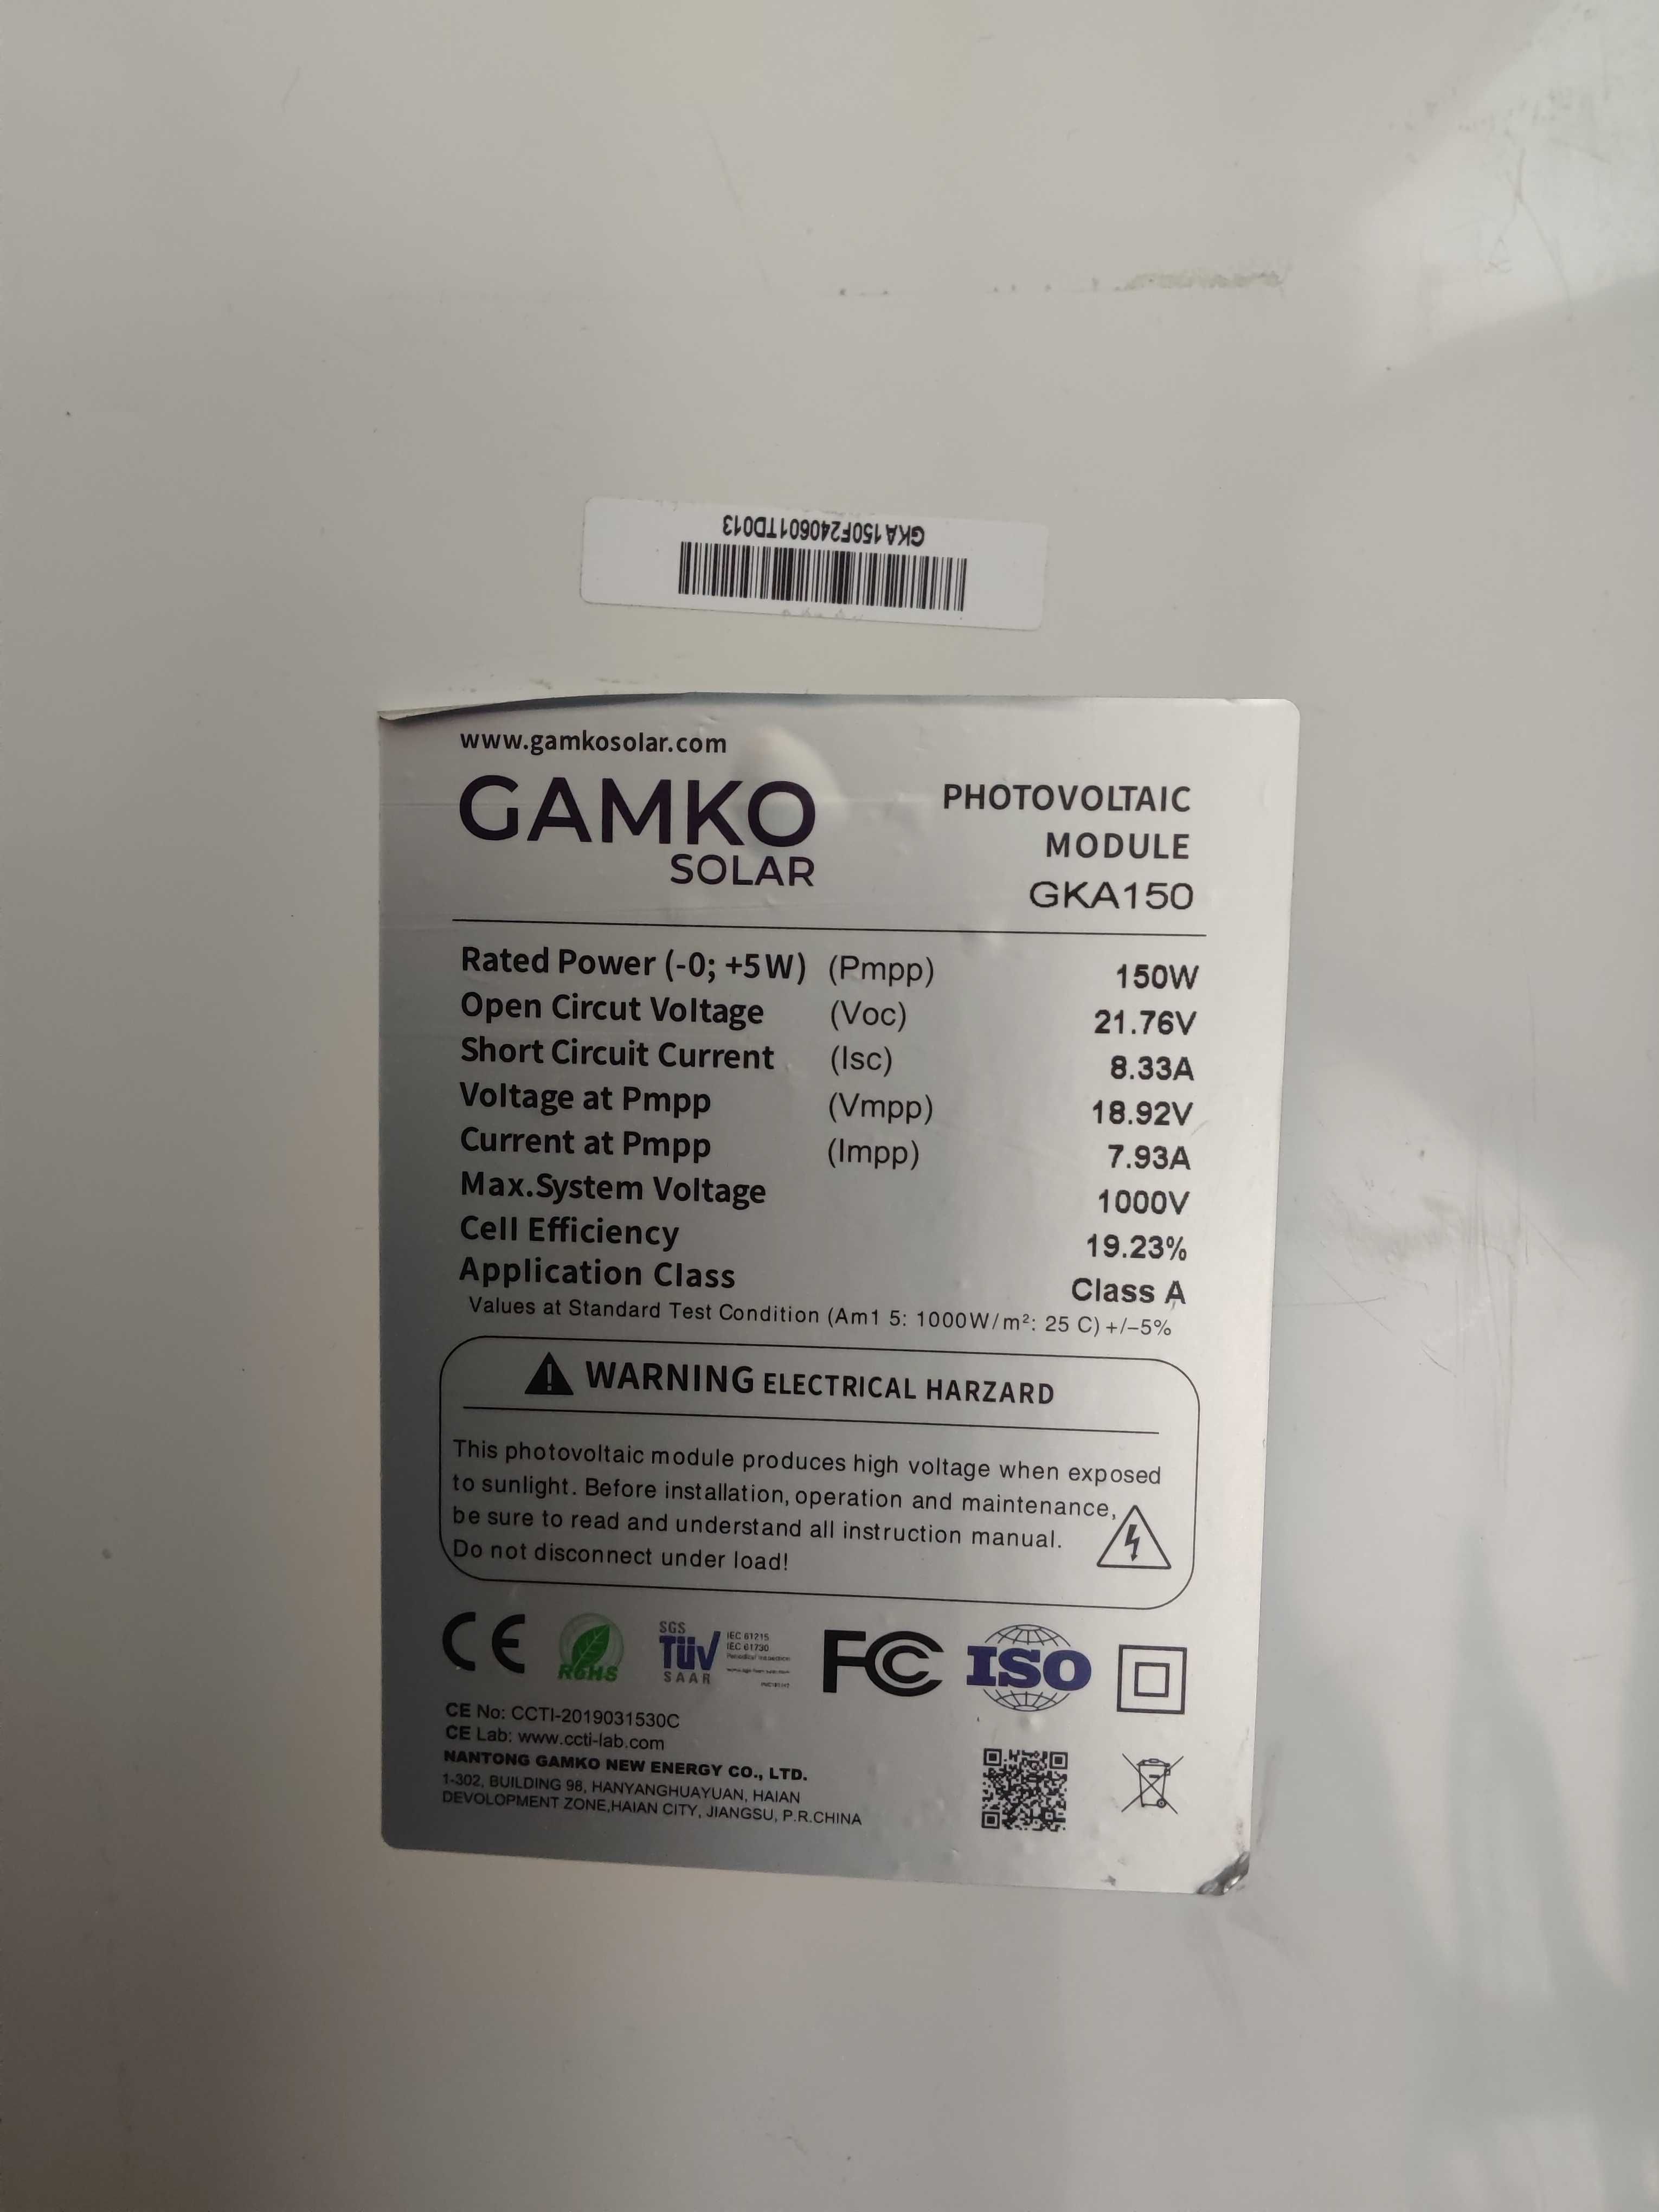 GKA150F240601TD013
www.gamkosolar.com
GAMKO
SOLAR
PHOTOVOLTAIC
MODULE
GKA150
Rated Power (-0; +5W) (Pmpp) 150W
Open Circut Voltage (Voc) 21.76V
Short Circuit Current (Isc) 8.33A
Voltage at Pmpp (Vmpp) 18.92V
Current at Pmpp (Impp) 7.93A
Max.System Voltage 1000V
Cell Efficiency 19.23%
Application Class Class A
Values at Standard Test Condition (Am1 5: 1000W/m²: 25 C) +/-5%
WARNING ELECTRICAL HARZARD
This photovoltaic module produces high voltage when exposed
to sunlight. Before installation, operation and maintenance,
be sure to read and understand all instruction manual.
Do not disconnect under load!
CE
RoHS
SGS
TÜV
SAAR
IEC 61215
IEC 61730
FC
ISO
CE No: CCTI-2019031530C
CE Lab: www.ccti-lab.com
NANTONG GAMKO NEW ENERGY CO., LTD.
1-302, BUILDING 98, HANYANGHUAYUAN, HAIAN
DEVOLOPMENT ZONE,HAIAN CITY, JIANGSU, P.R.CHINA